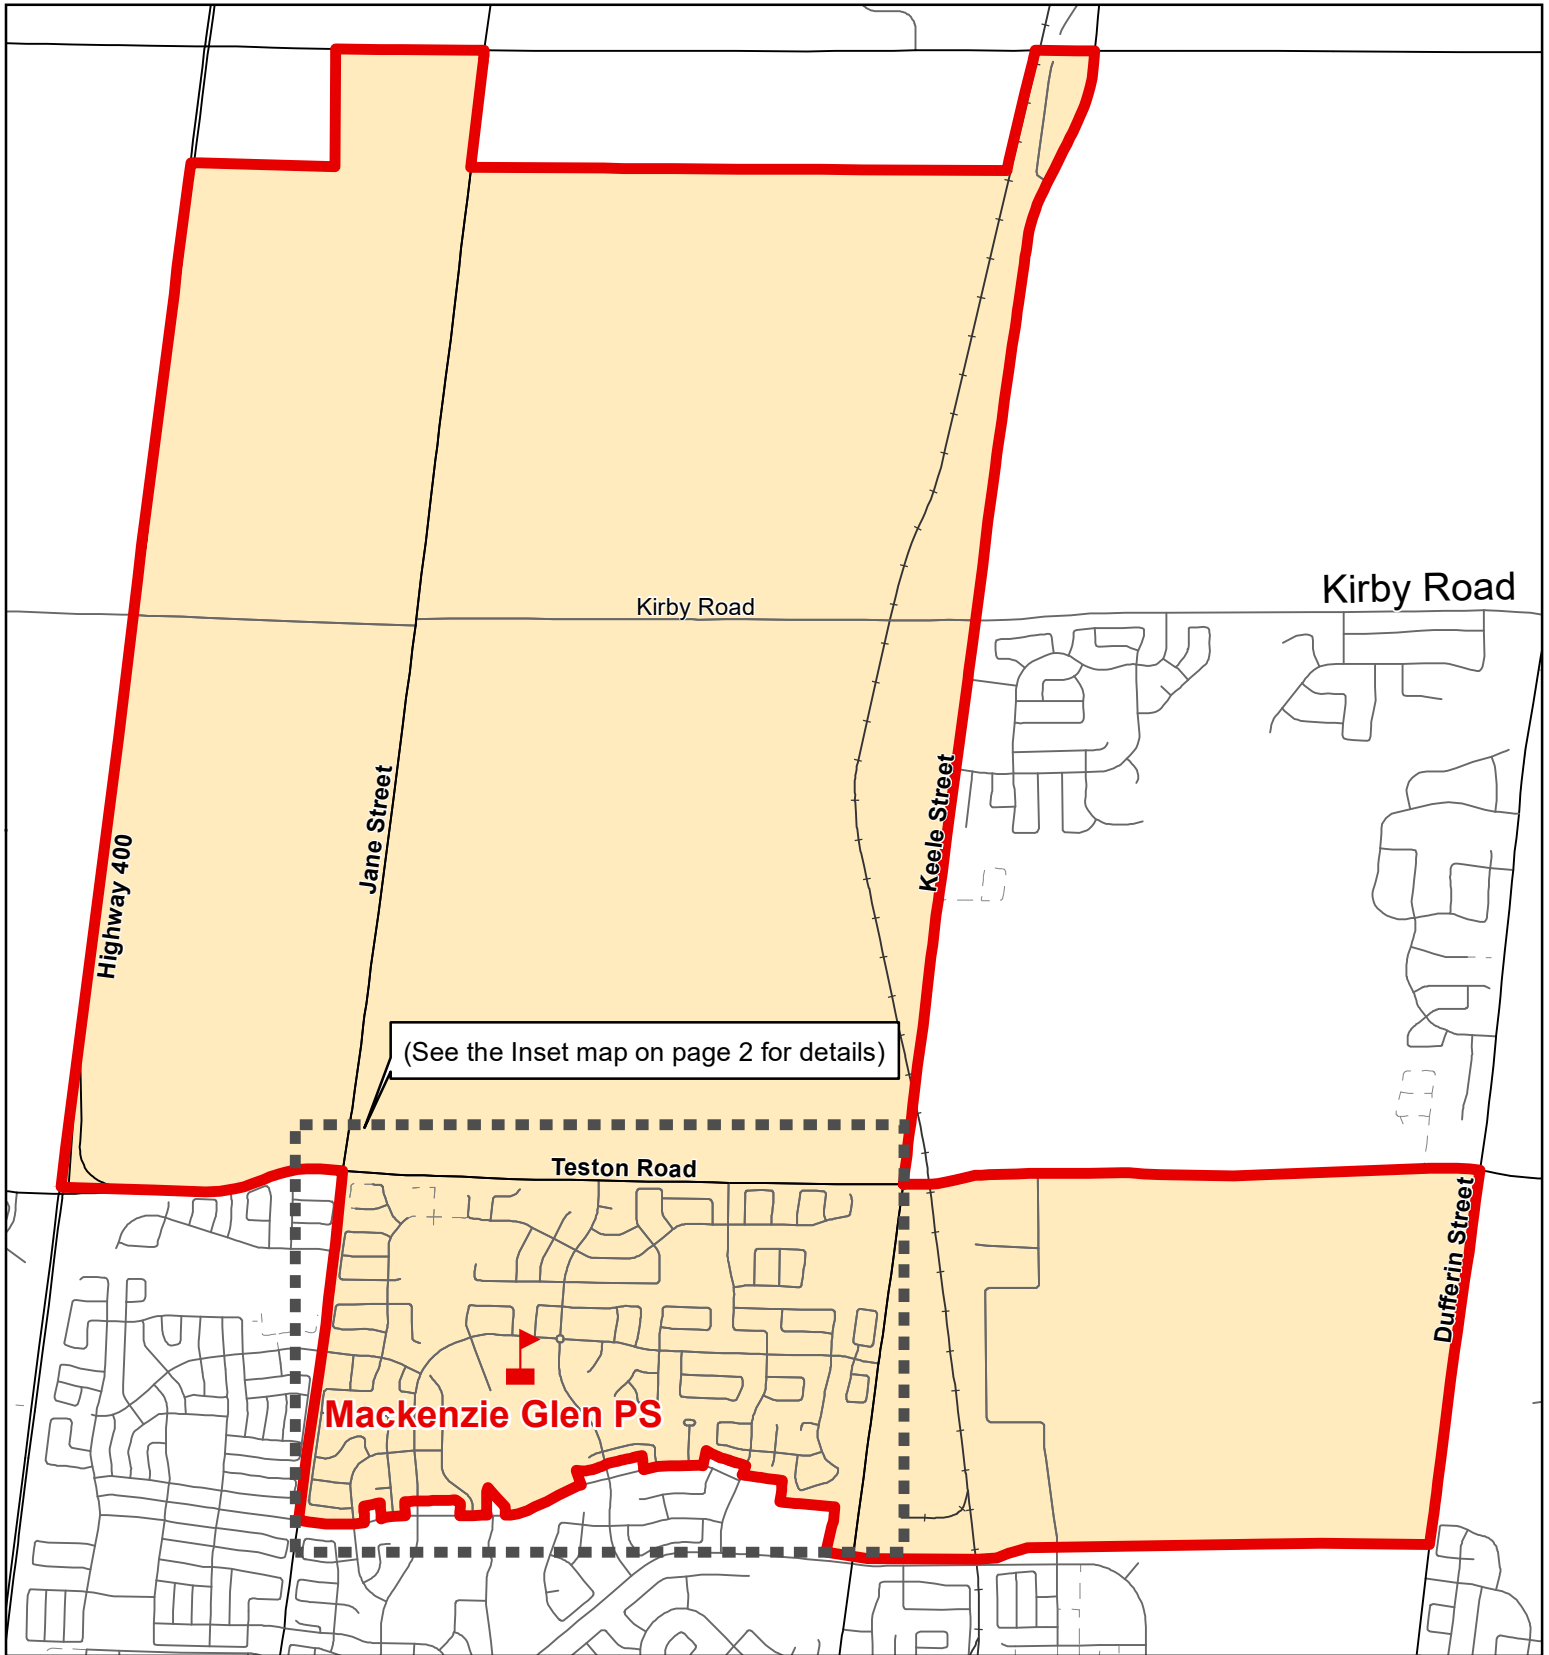 Kirby Road
Kirby Road
Jane Street
Keele Street
Highway 400
(See the Inset map on page 2 for details)
Teston Road
Dufferin Street
Mackenzie Glen PS